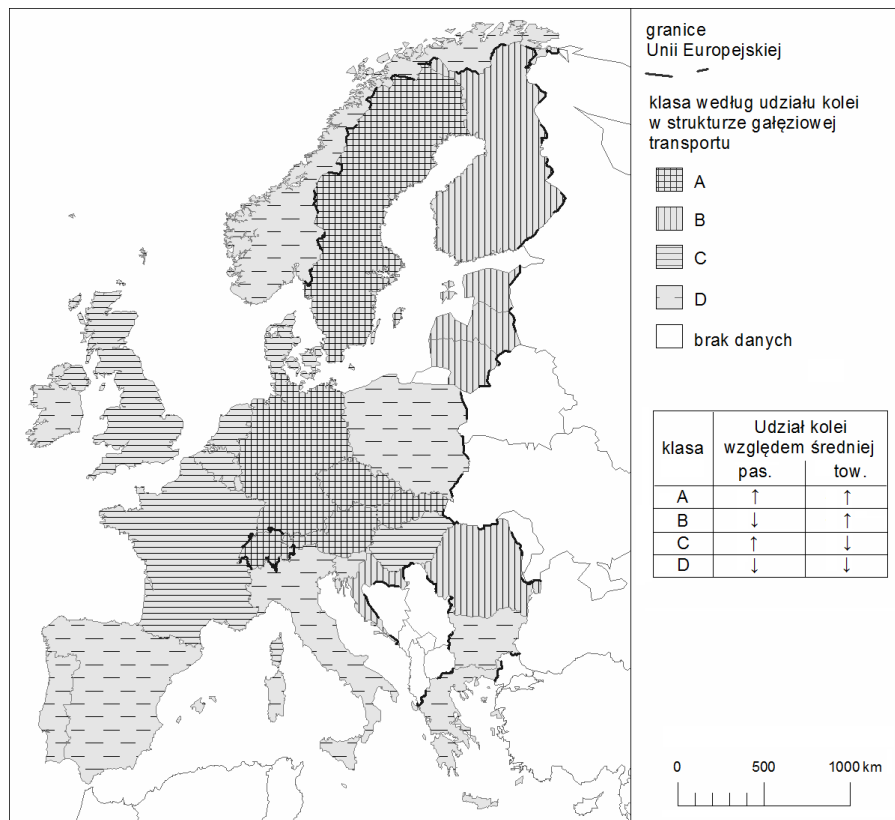 granice
Unii Europejskiej
klasa według udziału kolei
w strukturze gałęziowej
transportu
A
B
C
D
brak danych
Udział kolei
klasa względem średniej
pas. tow.
A ↑ ↑
B ↓ ↑
C ↑ ↓
D ↓ ↓
0 500 1000 km